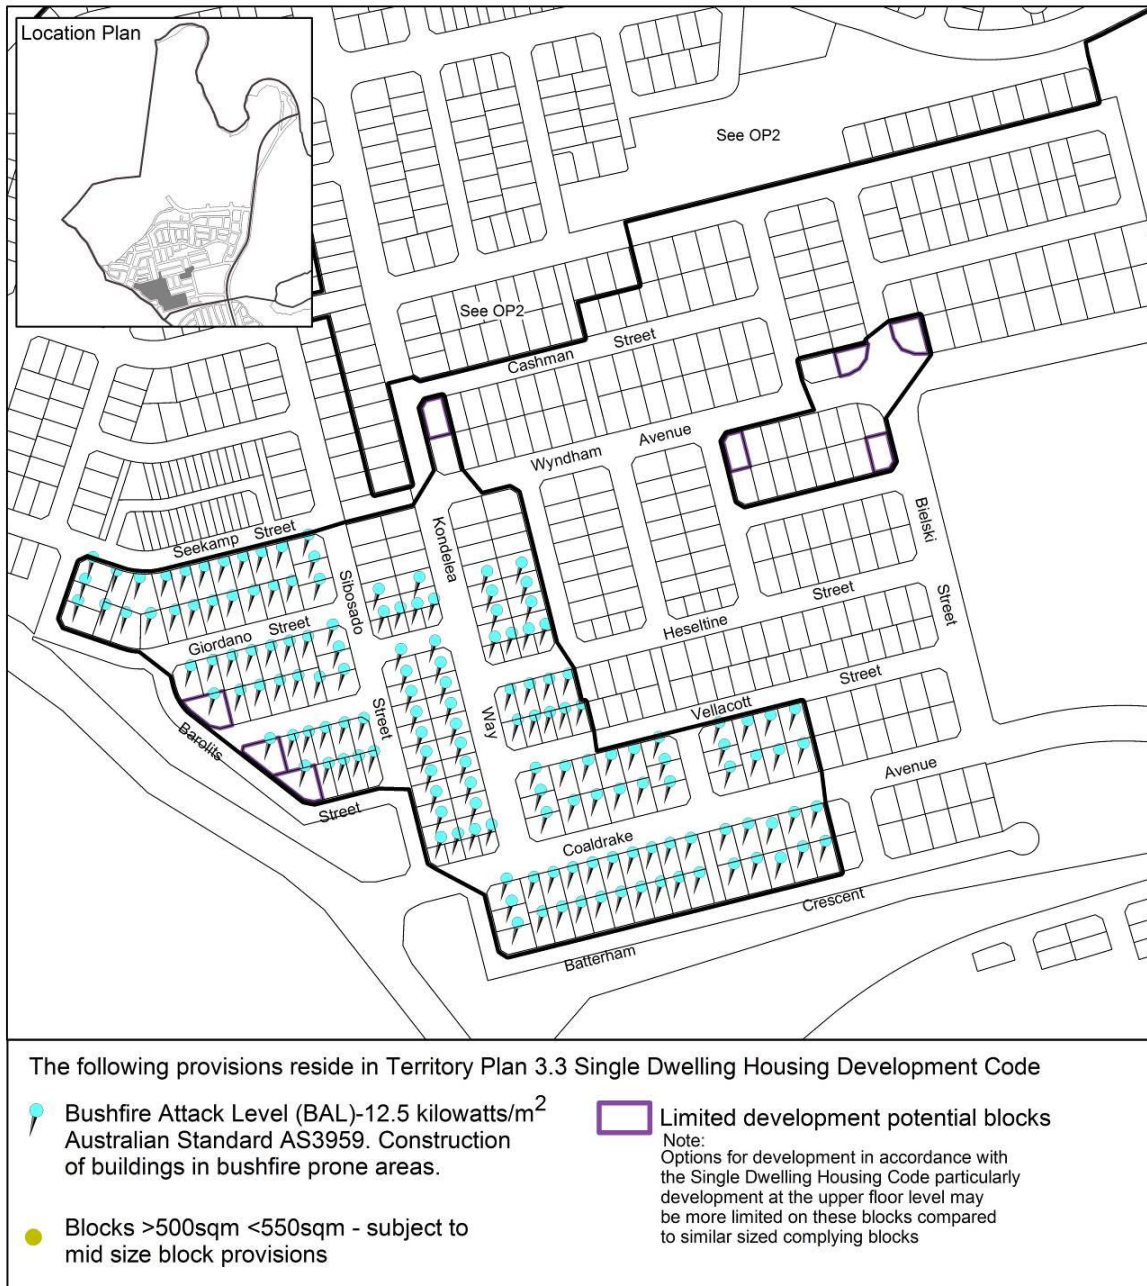 Location Plan
See OP2
See OP2
Cashman Street
Wyndham Avenue
Seekamp Street
Kondelea
Way
Bielski
Street
Sibosado
Street
Giordano Street
Heseltine Street
Barolits
Street
Vellacott Street
Coaldrake Avenue
Batterham Crescent
The following provisions reside in Territory Plan 3.3 Single Dwelling Housing Development Code
Bushfire Attack Level (BAL)-12.5 kilowatts/m²
Australian Standard AS3959. Construction
of buildings in bushfire prone areas.
Blocks >500sqm <550sqm - subject to
mid size block provisions
Limited development potential blocks
Note:
Options for development in accordance with
the Single Dwelling Housing Code particularly
development at the upper floor level may
be more limited on these blocks compared
to similar sized complying blocks